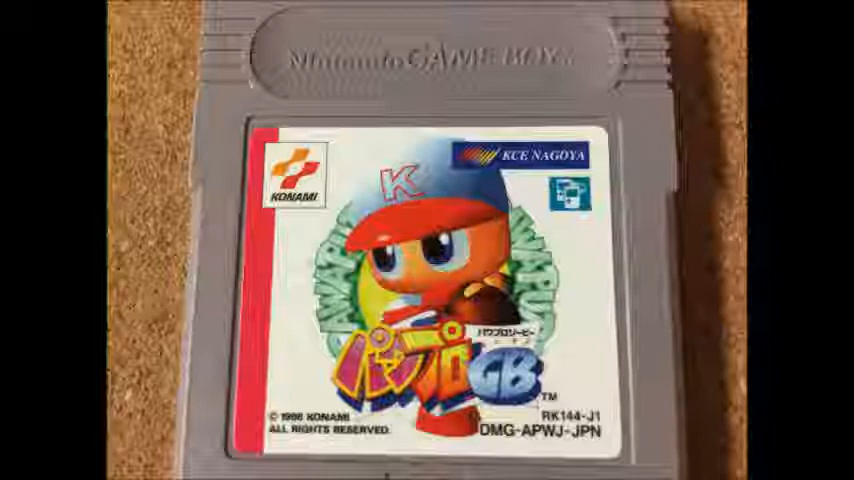 Nintendo GAME BOY
KONAMI
KCE NAGOYA
K
パワプロGB
パワプロジービー
TM
© 1998 KONAMI
ALL RIGHTS RESERVED.
RK144-J1
DMG-APWJ-JPN